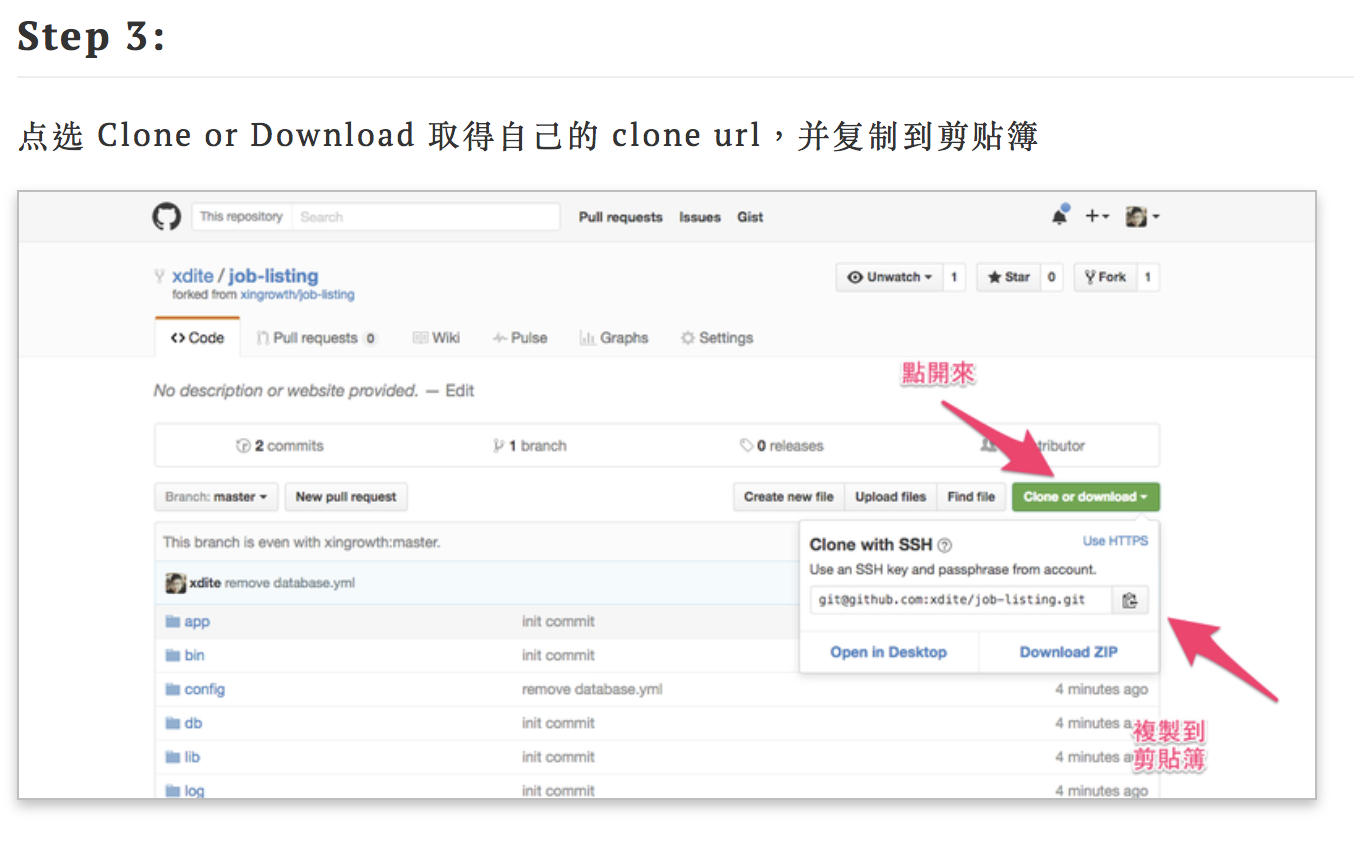 Step 3:
点选 Clone or Download 取得自己的 clone url，并复制到剪贴簿
This repository Search Pull requests Issues Gist
xdite / job-listing Unwatch 1 Star 0 Fork 1
forked from xingrowth/job-listing
Code Pull requests 0 Wiki Pulse Graphs Settings
點開來
No description or website provided. — Edit
2 commits 1 branch 0 releases tributor
Branch: master New pull request Create new file Upload files Find file Clone or download
This branch is even with xingrowth:master.
Clone with SSH ? Use HTTPS
Use an SSH key and passphrase from account.
xdite remove database.yml
git@github.com:xdite/job-listing.git
app init commit
bin init commit
Open in Desktop Download ZIP
config remove database.yml 4 minutes ago
db init commit 4 minutes a
lib init commit 4 minutes a
log init commit 4 minutes ago
複製到
剪貼簿